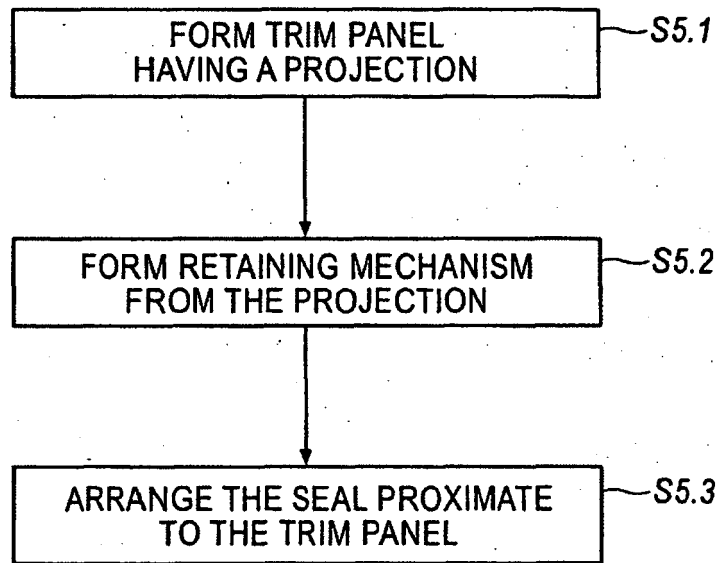 FORM TRIM PANEL
HAVING A PROJECTION
S5.1
FORM RETAINING MECHANISM
FROM THE PROJECTION
S5.2
ARRANGE THE SEAL PROXIMATE
TO THE TRIM PANEL
S5.3